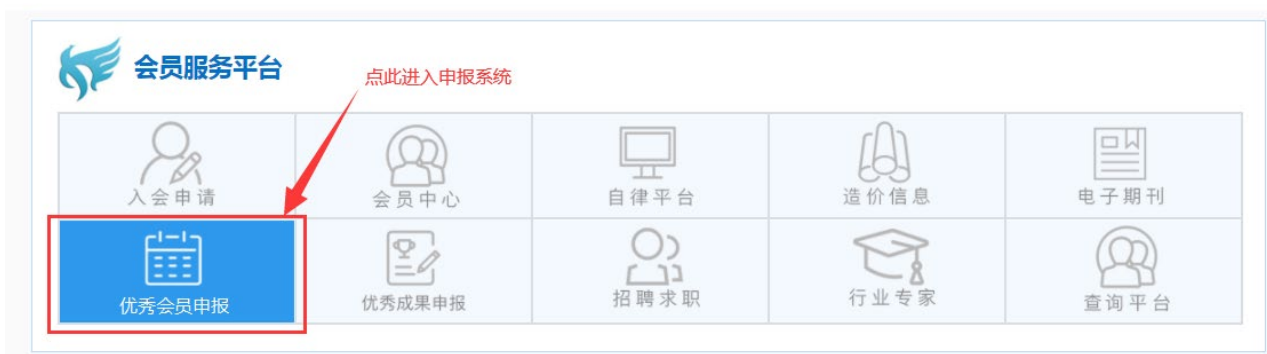 会员服务平台
点此进入申报系统
入会申请
会员中心
自律平台
造价信息
电子期刊
优秀会员申报
优秀成果申报
招聘求职
行业专家
查询平台